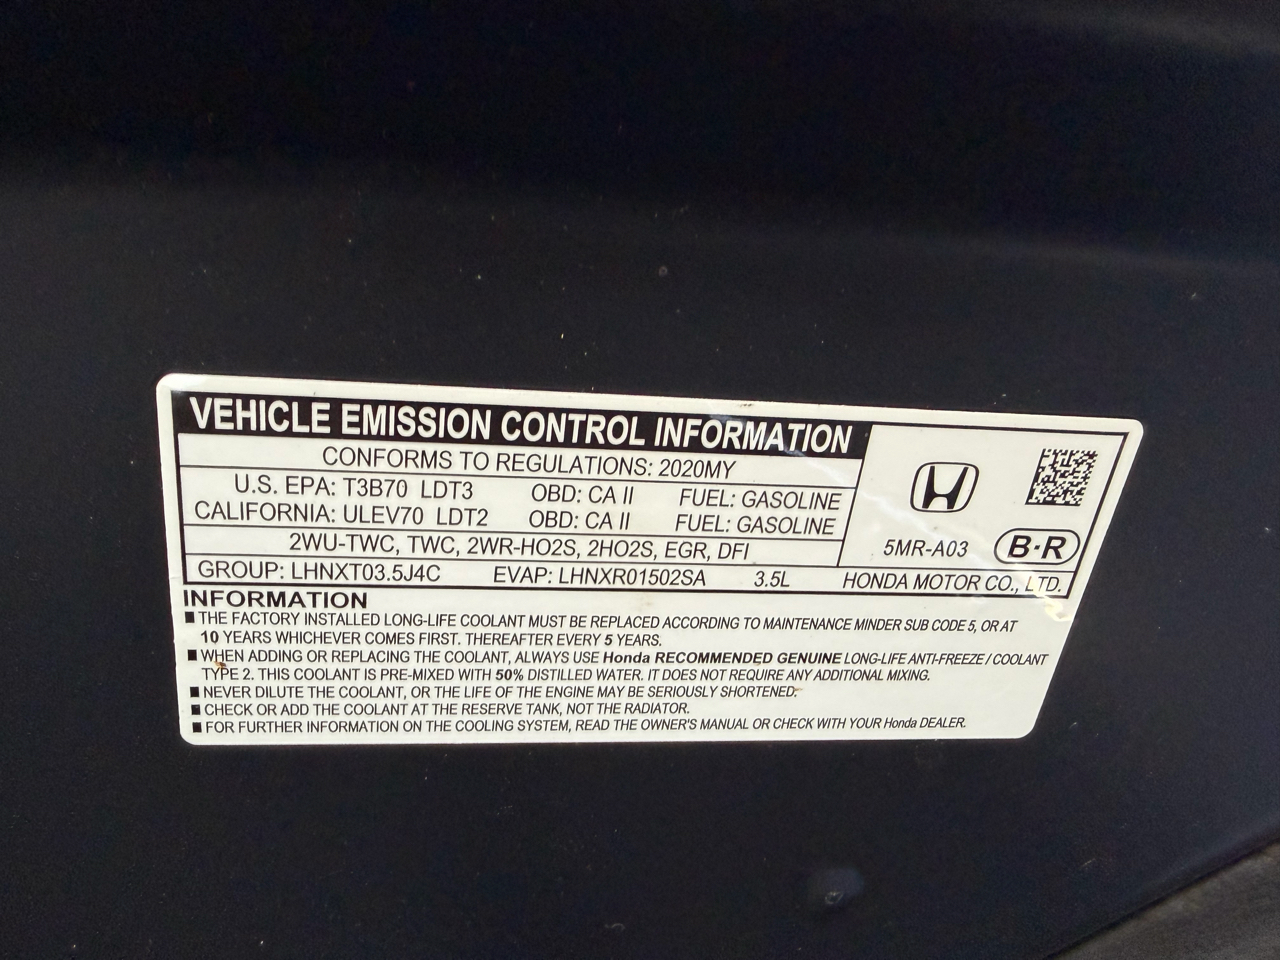 VEHICLE EMISSION CONTROL INFORMATION
CONFORMS TO REGULATIONS: 2020MY
U.S. EPA: T3B70 LDT3 OBD: CA II FUEL: GASOLINE
CALIFORNIA: ULEV70 LDT2 OBD: CA II FUEL: GASOLINE
2WU-TWC, TWC, 2WR-HO2S, 2HO2S, EGR, DFI
5MR-A03 B·R
GROUP: LHNXT03.5J4C EVAP: LHNXR01502SA 3.5L HONDA MOTOR CO., LTD.
INFORMATION
■ THE FACTORY INSTALLED LONG-LIFE COOLANT MUST BE REPLACED ACCORDING TO MAINTENANCE MINDER SUB CODE 5, OR AT
10 YEARS WHICHEVER COMES FIRST. THEREAFTER EVERY 5 YEARS.
■ WHEN ADDING OR REPLACING THE COOLANT, ALWAYS USE Honda RECOMMENDED GENUINE LONG-LIFE ANTI-FREEZE / COOLANT
TYPE 2. THIS COOLANT IS PRE-MIXED WITH 50% DISTILLED WATER. IT DOES NOT REQUIRE ANY ADDITIONAL MIXING.
■ NEVER DILUTE THE COOLANT, OR THE LIFE OF THE ENGINE MAY BE SERIOUSLY SHORTENED.
■ CHECK OR ADD THE COOLANT AT THE RESERVE TANK, NOT THE RADIATOR.
■ FOR FURTHER INFORMATION ON THE COOLING SYSTEM, READ THE OWNER'S MANUAL OR CHECK WITH YOUR Honda DEALER.